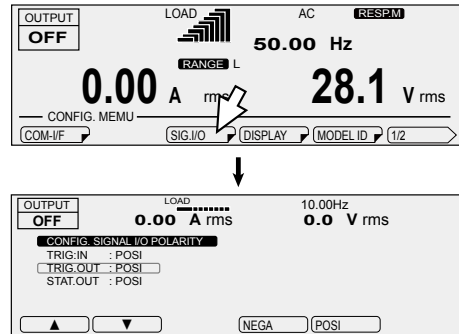 OUTPUT LOAD AC RESP.M
OFF 50.00 Hz
RANGE L
0.00 A rms 28.1 V rms
CONFIG. MEMU
COM-I/F SIG.I/O DISPLAY MODEL ID 1/2
OUTPUT LOAD 10.00Hz
OFF 0.00 A rms 0.0 V rms
CONFIG. SIGNAL I/O POLARITY
TRIG:IN : POSI
TRIG.OUT : POSI
STAT.OUT : POSI
▲ ▼ NEGA POSI